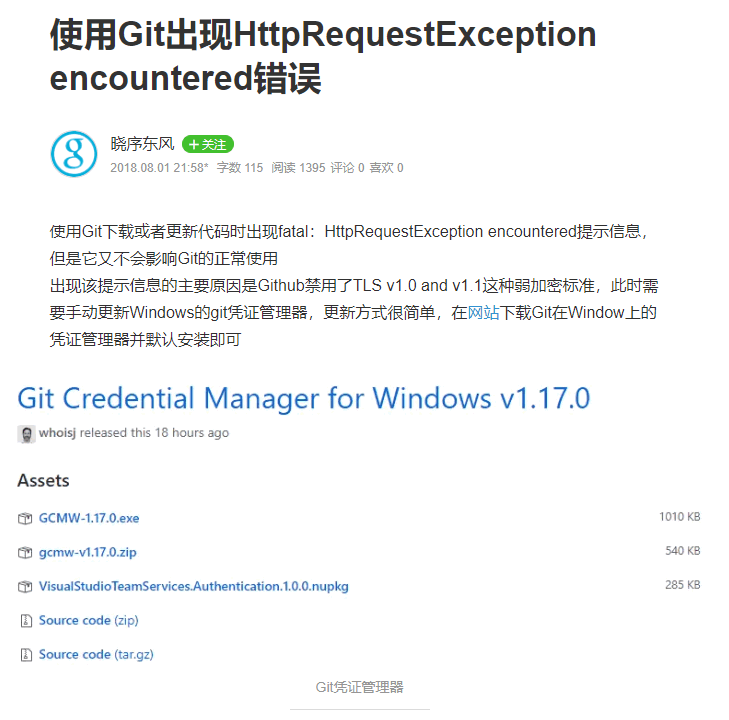 使用Git出现HttpRequestException
encountered错误
晓序东风 +关注
2018.08.01 21:58* 字数 115 阅读 1395 评论 0 喜欢 0
使用Git下载或者更新代码时出现fatal：HttpRequestException encountered提示信息，
但是它又不会影响Git的正常使用
出现该提示信息的主要原因是Github禁用了TLS v1.0 and v1.1这种弱加密标准，此时需
要手动更新Windows的git凭证管理器，更新方式很简单，在网站下载Git在Window上的
凭证管理器并默认安装即可
Git Credential Manager for Windows v1.17.0
whoisj released this 18 hours ago
Assets
GCMW-1.17.0.exe 1010 KB
gcmw-v1.17.0.zip 540 KB
VisualStudioTeamServices.Authentication.1.0.0.nupkg 285 KB
Source code (zip)
Source code (tar.gz)
Git凭证管理器